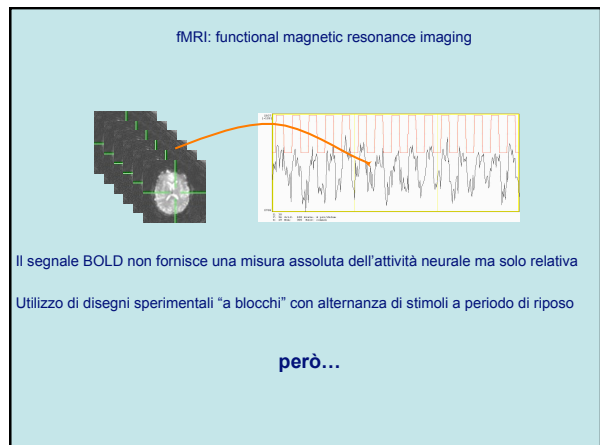 fMRI: functional magnetic resonance imaging
Il segnale BOLD non fornisce una misura assoluta dell'attività neurale ma solo relativa
Utilizzo di disegni sperimentali “a blocchi” con alternanza di stimoli a periodo di riposo
però…